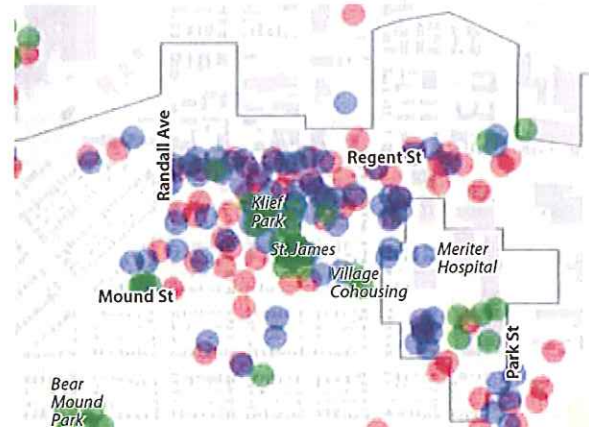 Randall Ave
Regent St
Klief
Park
St. James
Meriter
Hospital
Village
Cohousing
Mound St
Park St
Bear
Mound
Park